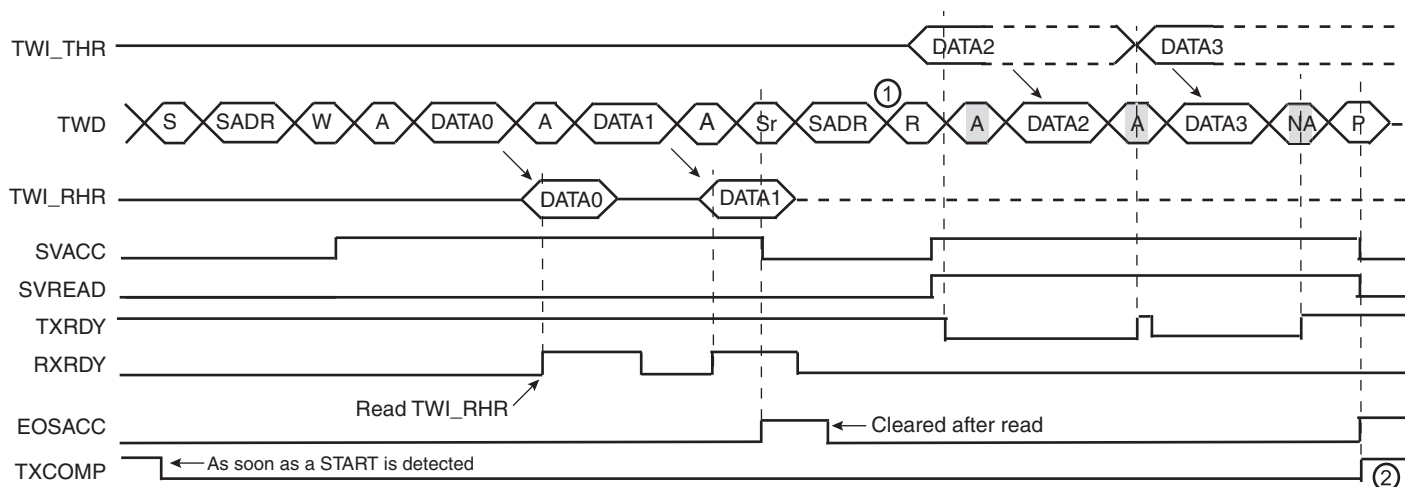 TWI_THR DATA2 DATA3
①
TWD S SADR W A DATA0 A DATA1 A Sr SADR R A DATA2 A DATA3 NA P
TWI_RHR DATA0 DATA1
SVACC
SVREAD
TXRDY
RXRDY
Read TWI_RHR
EOSACC Cleared after read
TXCOMP As soon as a START is detected ②